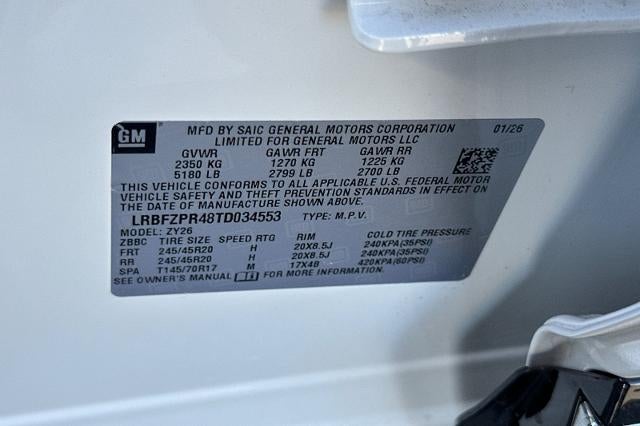 GM
MFD BY SAIC GENERAL MOTORS CORPORATION 01/26
LIMITED FOR GENERAL MOTORS LLC
GVWR GAWR FRT GAWR RR
2350 KG 1270 KG 1225 KG
5180 LB 2799 LB 2700 LB
THIS VEHICLE CONFORMS TO ALL APPLICABLE U.S. FEDERAL MOTOR
VEHICLE SAFETY AND THEFT PREVENTION STANDARDS IN EFFECT ON
THE DATE OF MANUFACTURE SHOWN ABOVE.
LRBFZPR48TD034553 TYPE: M.P.V.
MODEL: ZY26
ZBBC TIRE SIZE SPEED RTG RIM COLD TIRE PRESSURE
FRT 245/45R20 H 20X8.5J 240KPA(35PSI)
RR 245/45R20 H 20X8.5J 240KPA(35PSI)
SPA T145/70R17 M 17X4B 420KPA(60PSI)
SEE OWNER'S MANUAL FOR MORE INFORMATION.